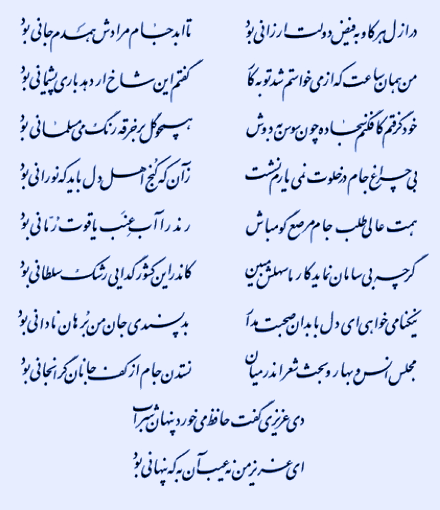 در ازل هر کاو به فیض دولت ارزانی بود
تا ابد جام مرادش همدم جانی بود
من همان ساعت که از می خواستم شد توبه کار
گفتم این شاخ ار دهد باری پشیمانی بود
خود گرفتم کافکنم سجاده چون سوسن به دوش
همچو گل بر خرقه رنگ می مسلمانی بود
بی چراغ جام در خلوت نمی یارم نشست
زان که کنج اهل دل باید که نورانی بود
همت عالی طلب جام مرصع گو مباش
رند را آب عنب یاقوت رمانی بود
گر چه بی سامان نماید کار ما سهلش مبین
کاندر این کشور گدایی رشک سلطانی بود
نیک نامی خواهی ای دل با بدان صحبت مدار
بدپسندی جان من برهان نادانی بود
مجلس انس و بهار و بحث شعر اندر میان
نستدن جام از کف جانان گران جانی بود
دی عزیزی گفت حافظ می خورد پنهان شراب
ای عزیز من نه عیب آن به که پنهانی بود